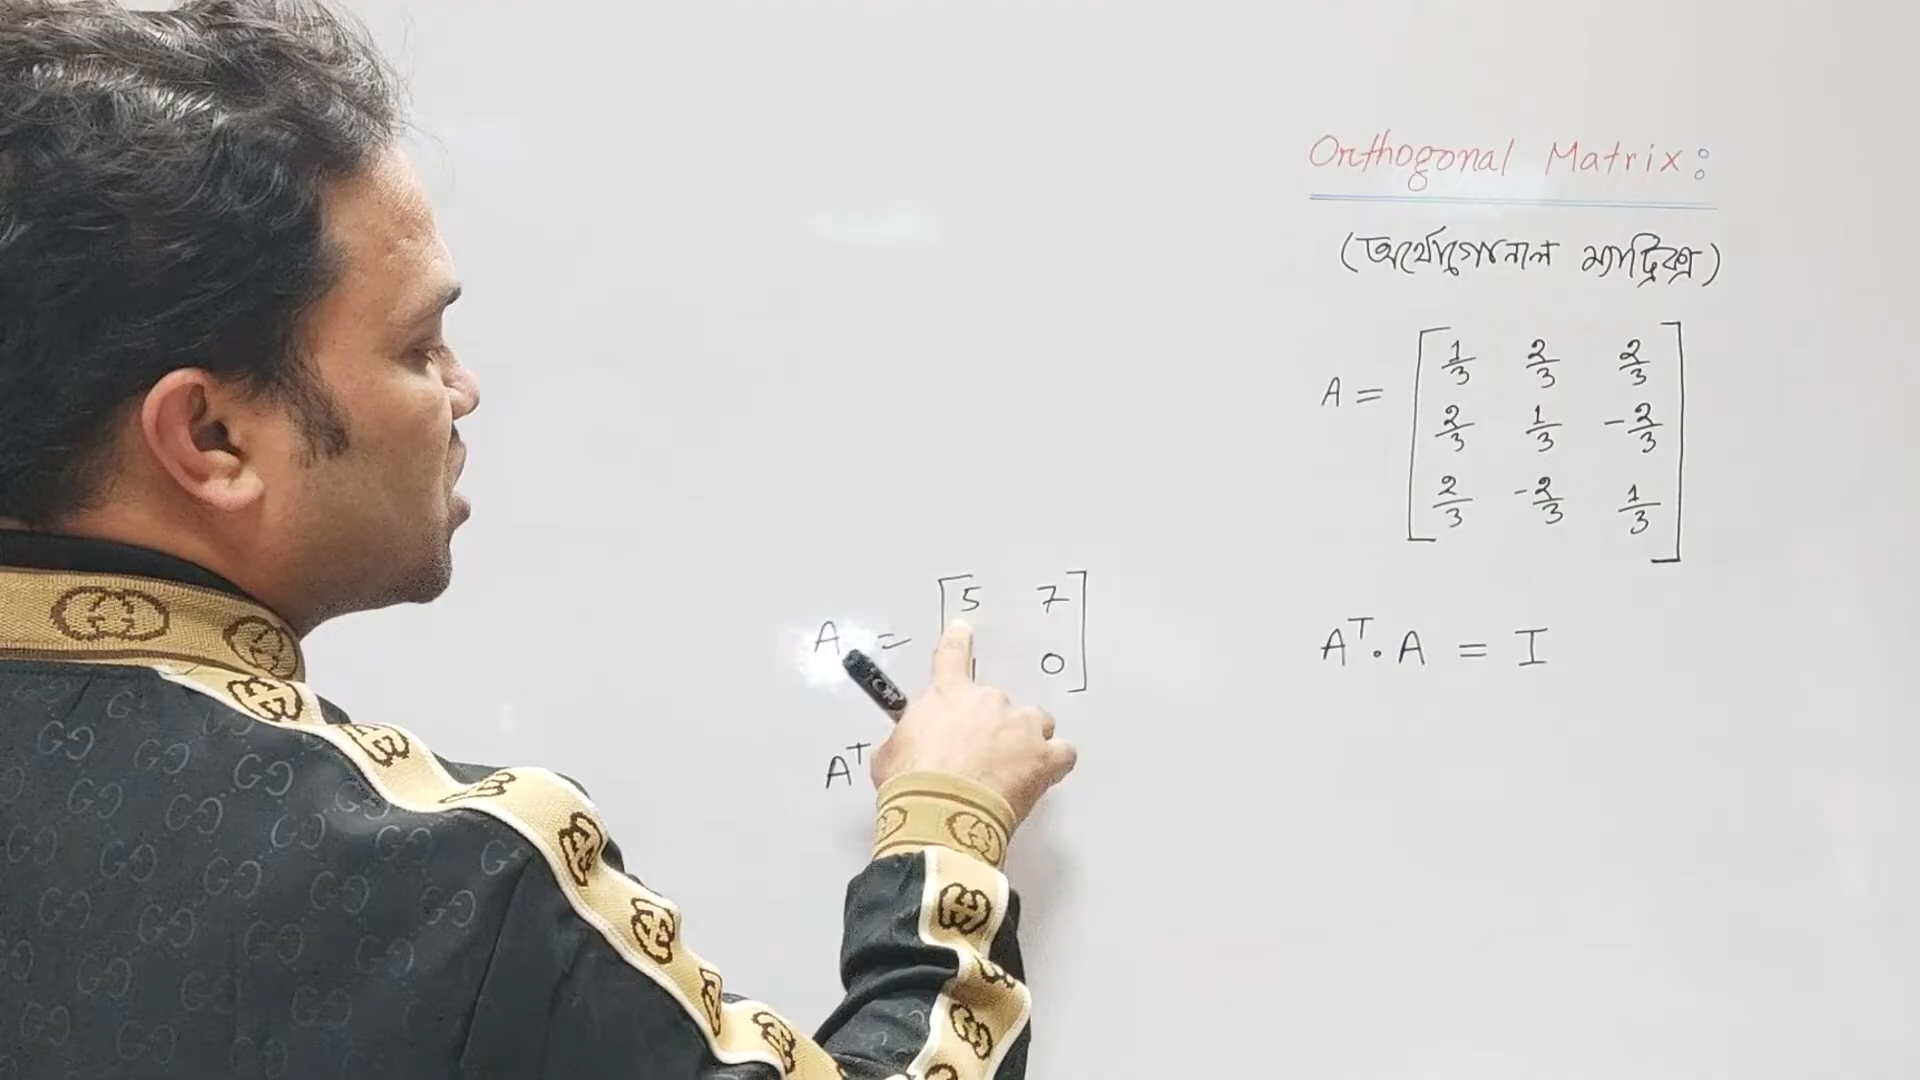 Orthogonal Matrix:
(অর্থোগোনাল ম্যাট্রিক্স)
A = [ 1/3 2/3 2/3
2/3 1/3 -2/3
2/3 -2/3 1/3 ]
A = [ 5 7
0 ]
Aᵀ
Aᵀ.A = I